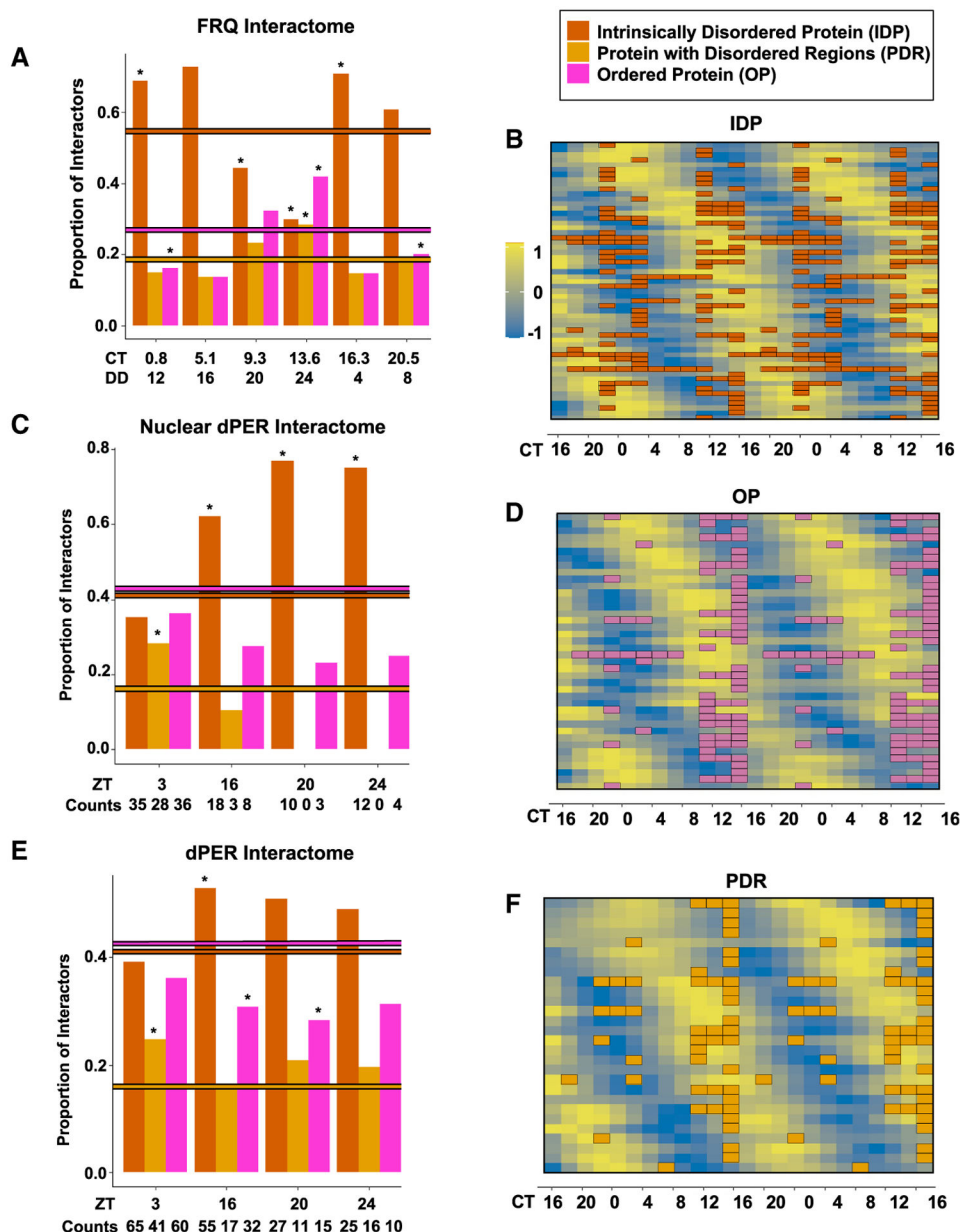 FRQ Interactome
A
Proportion of Interactors
0.6
0.4
0.2
0.0
* * * * * * * * *
CT 0.8 5.1 9.3 13.6 16.3 20.5
DD 12 16 20 24 4 8
Intrinsically Disordered Protein (IDP)
Protein with Disordered Regions (PDR)
Ordered Protein (OP)
B
IDP
1
0
-1
CT 16 20 0 4 8 12 16 20 0 4 8 12 16
C
Nuclear dPER Interactome
Proportion of Interactors
0.8
0.6
0.4
0.2
0.0
* * * *
ZT 3 16 20 24
Counts 35 28 36 18 3 8 10 0 3 12 0 4
D
OP
CT 16 20 0 4 8 12 16 20 0 4 8 12 16
E
dPER Interactome
Proportion of Interactors
0.4
0.2
0.0
* * * *
ZT 3 16 20 24
Counts 65 41 60 55 17 32 27 11 15 25 16 10
F
PDR
CT 16 20 0 4 8 12 16 20 0 4 8 12 16